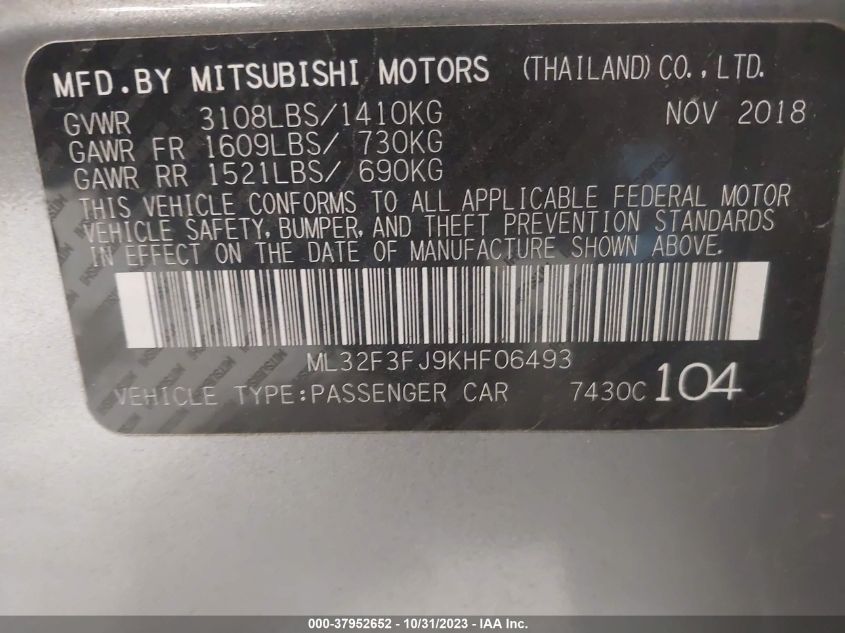 MFD.BY MITSUBISHI MOTORS (THAILAND) CO.,LTD.
GVWR 3108LBS/1410KG NOV 2018
GAWR FR 1609LBS/ 730KG
GAWR RR 1521LBS/ 690KG
THIS VEHICLE CONFORMS TO ALL APPLICABLE FEDERAL MOTOR
VEHICLE SAFETY, BUMPER, AND THEFT PREVENTION STANDARDS
IN EFFECT ON THE DATE OF MANUFACTURE SHOWN ABOVE.
ML32F3FJ9KHF06493
VEHICLE TYPE:PASSENGER CAR 7430C 104
000-37952652 - 10/31/2023 - IAAI.com